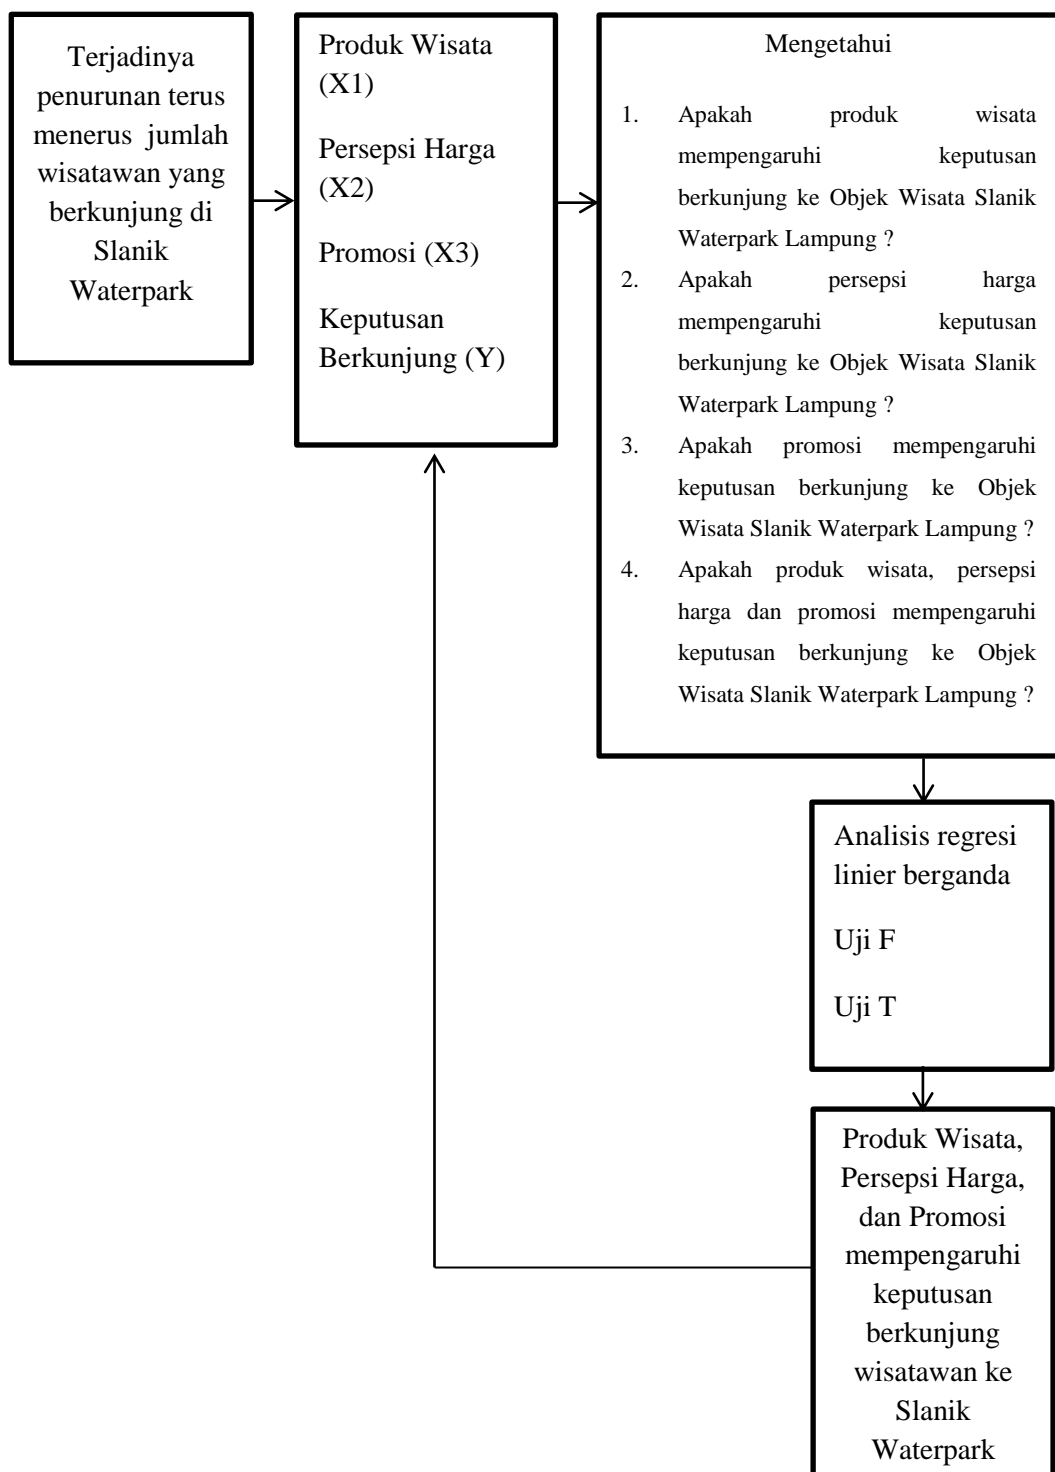 Terjadinya
penurunan terus
menerus jumlah
wisatawan yang
berkunjung di
Slanik
Waterpark
Produk Wisata
(X1)
Persepsi Harga
(X2)
Promosi (X3)
Keputusan
Berkunjung (Y)
Mengetahui
1. Apakah produk wisata
mempengaruhi keputusan
berkunjung ke Objek Wisata Slanik
Waterpark Lampung ?
2. Apakah persepsi harga
mempengaruhi keputusan
berkunjung ke Objek Wisata Slanik
Waterpark Lampung ?
3. Apakah promosi mempengaruhi
keputusan berkunjung ke Objek
Wisata Slanik Waterpark Lampung ?
4. Apakah produk wisata, persepsi
harga dan promosi mempengaruhi
keputusan berkunjung ke Objek
Wisata Slanik Waterpark Lampung ?
Analisis regresi
linier berganda
Uji F
Uji T
Produk Wisata,
Persepsi Harga,
dan Promosi
mempengaruhi
keputusan
berkunjung
wisatawan ke
Slanik
Waterpark